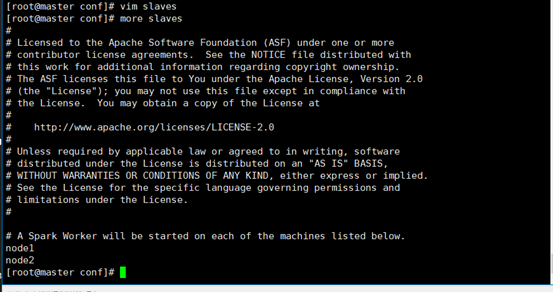 [root@master conf]# vim slaves
[root@master conf]# more slaves
#
# Licensed to the Apache Software Foundation (ASF) under one or more
# contributor license agreements.  See the NOTICE file distributed with
# this work for additional information regarding copyright ownership.
# The ASF licenses this file to You under the Apache License, Version 2.0
# (the "License"); you may not use this file except in compliance with
# the License.  You may obtain a copy of the License at
#
#    http://www.apache.org/licenses/LICENSE-2.0
#
# Unless required by applicable law or agreed to in writing, software
# distributed under the License is distributed on an "AS IS" BASIS,
# WITHOUT WARRANTIES OR CONDITIONS OF ANY KIND, either express or implied.
# See the License for the specific language governing permissions and
# limitations under the License.
#
# A Spark Worker will be started on each of the machines listed below.
node1
node2
[root@master conf]#